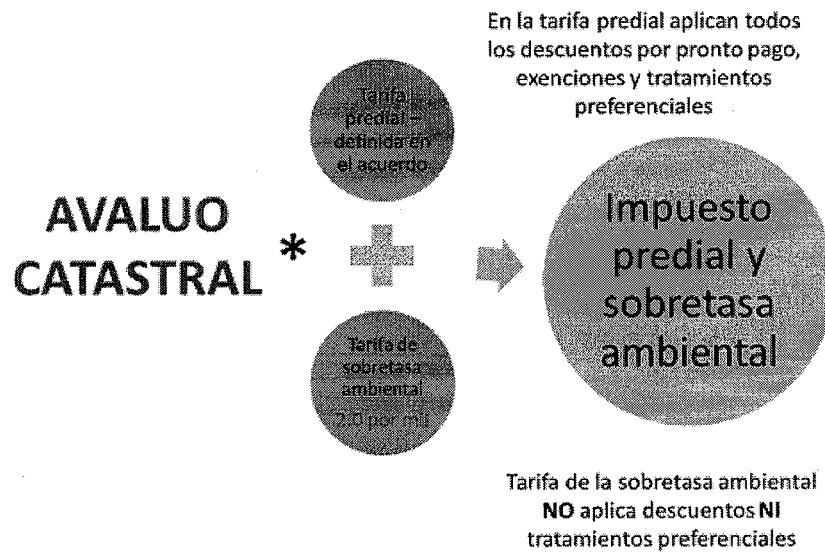 En la tarifa predial aplican todos
los descuentos por pronto pago,
exenciones y tratamientos
preferenciales
Tarifa
predial –
definida en
el acuerdo
AVALUO
CATASTRAL
*
Tarifa de
sobretasa
ambiental
2.0 por mil
Impuesto
predial y
sobretasa
ambiental
Tarifa de la sobretasa ambiental
NO aplica descuentos NI
tratamientos preferenciales